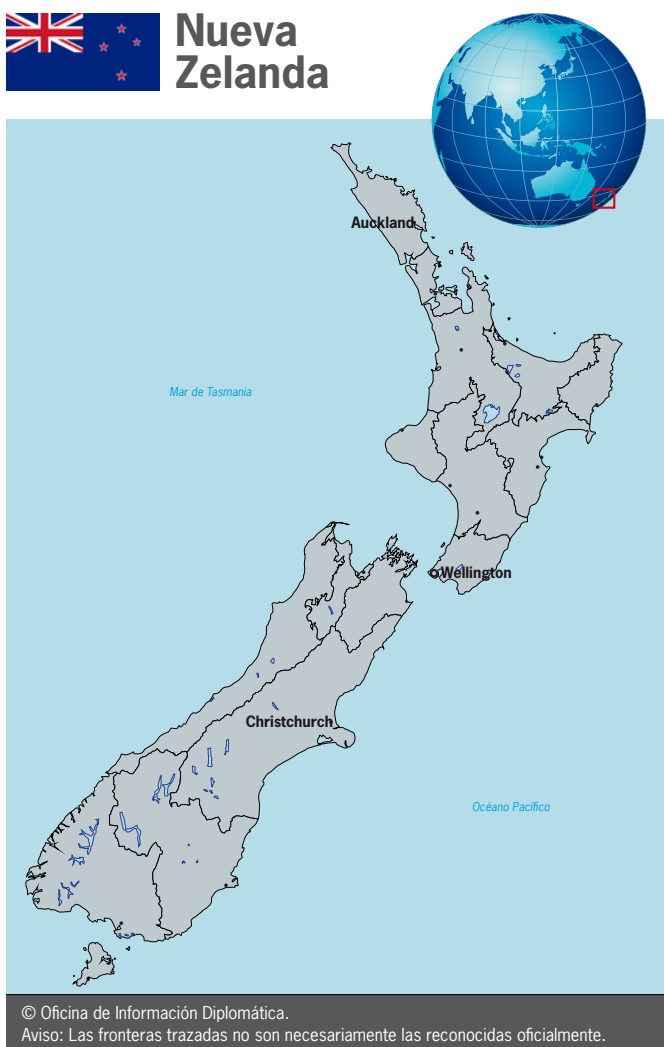 Nueva
Zelanda
Auckland
Mar de Tasmania
Wellington
Christchurch
Océano Pacífico
© Oficina de Información Diplomática.
Aviso: Las fronteras trazadas no son necesariamente las reconocidas oficialmente.